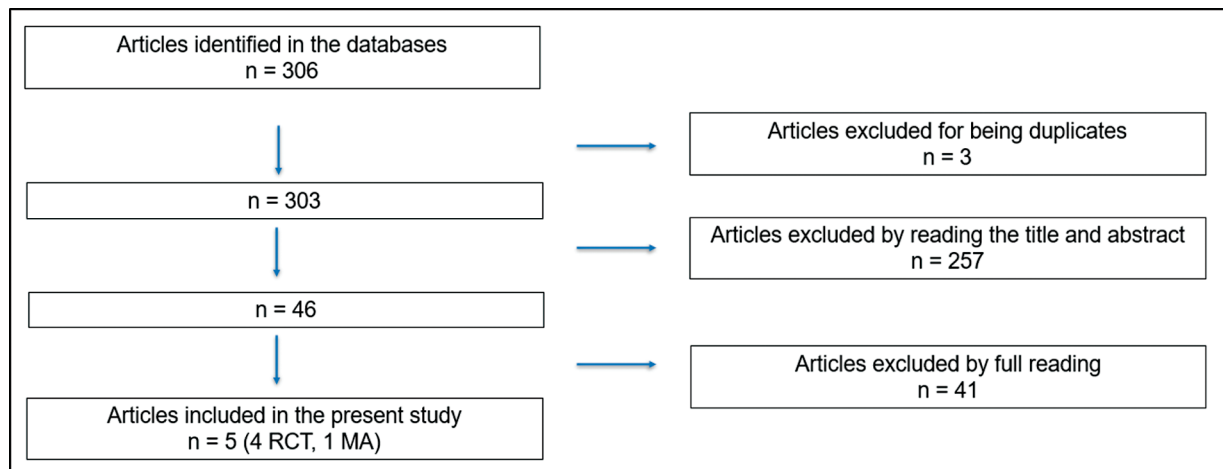 Articles identified in the databases
n = 306
Articles excluded for being duplicates
n = 3
n = 303
Articles excluded by reading the title and abstract
n = 257
n = 46
Articles excluded by full reading
n = 41
Articles included in the present study
n = 5 (4 RCT, 1 MA)